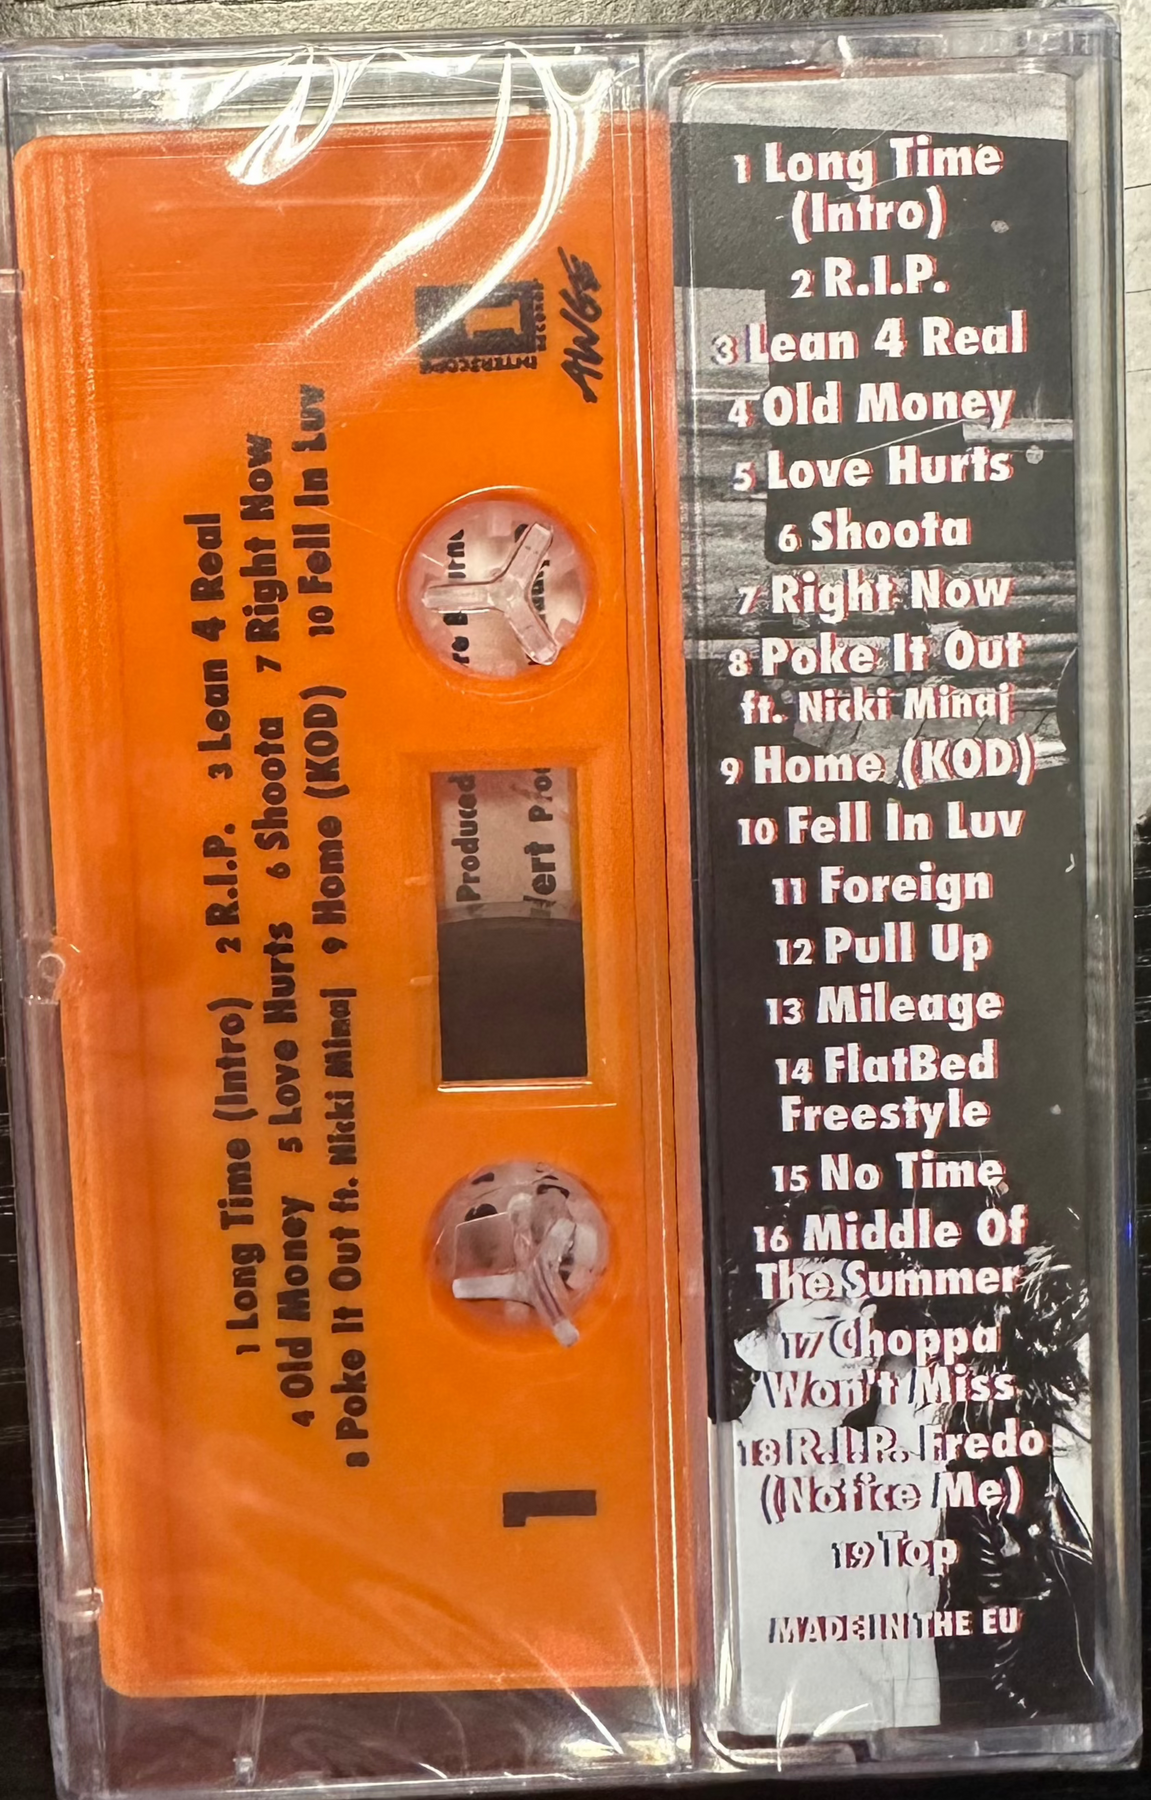 1 Long Time
(Intro)
2 R.I.P.
3 Lean 4 Real
4 Old Money
5 Love Hurts
6 Shoota
7 Right Now
8 Poke It Out
ft. Nicki Minaj
9 Home (KOD)
10 Fell In Luv
11 Foreign
12 Pull Up
13 Mileage
14 FlatBed
Freestyle
15 No Time
16 Middle Of
The Summer
17 Choppa
Won't Miss
18 R.I.P. Fredo
(Notice Me)
19 Top
MADE IN THE EU
1 Long Time (Intro) 2 R.I.P. 3 Lean 4 Real
4 Old Money 5 Love Hurts 6 Shoota 7 Right Now
8 Poke It Out ft. Nicki Minaj 9 Home (KOD) 10 Fell In Luv
INTERSCOPE
RECORDS
AWGE
Produced
1